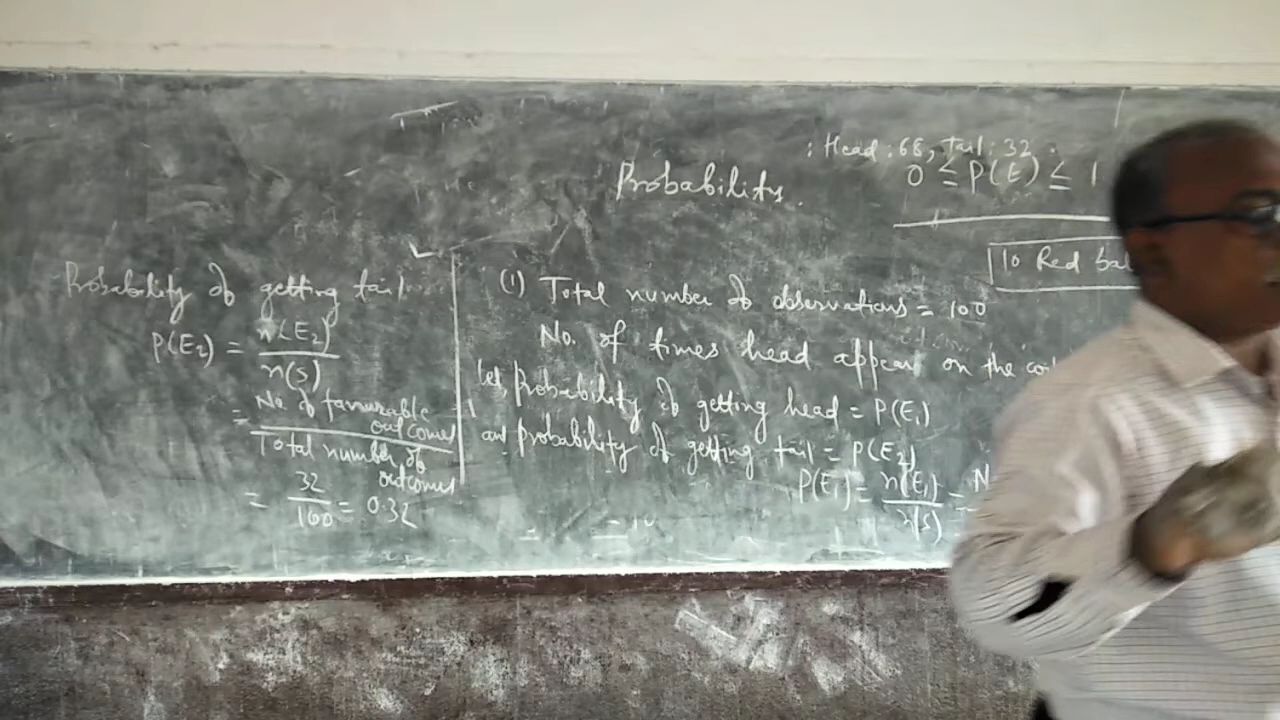 : Head : 68, Tail : 32 .
Probability.
0 ≤ P(E) ≤ 1
10 Red bal
Probability of getting tail
P(E₂) = n(E₂)
n(S)
= No. of favourable outcomes
Total number of outcomes
= 32/100 = 0.32
(1) Total number of observations = 100
No. of times head appear on the coi
let Probability of getting head = P(E₁)
and probability of getting tail = P(E₂)
P(E₁) = n(E₁) = N
n(S)